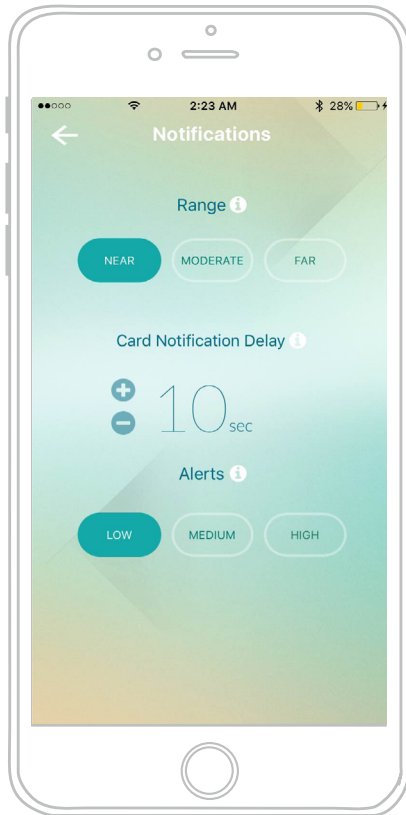 2:23 AM 28%
Notifications
Range i
NEAR MODERATE FAR
Card Notification Delay i
10 sec
Alerts i
LOW MEDIUM HIGH